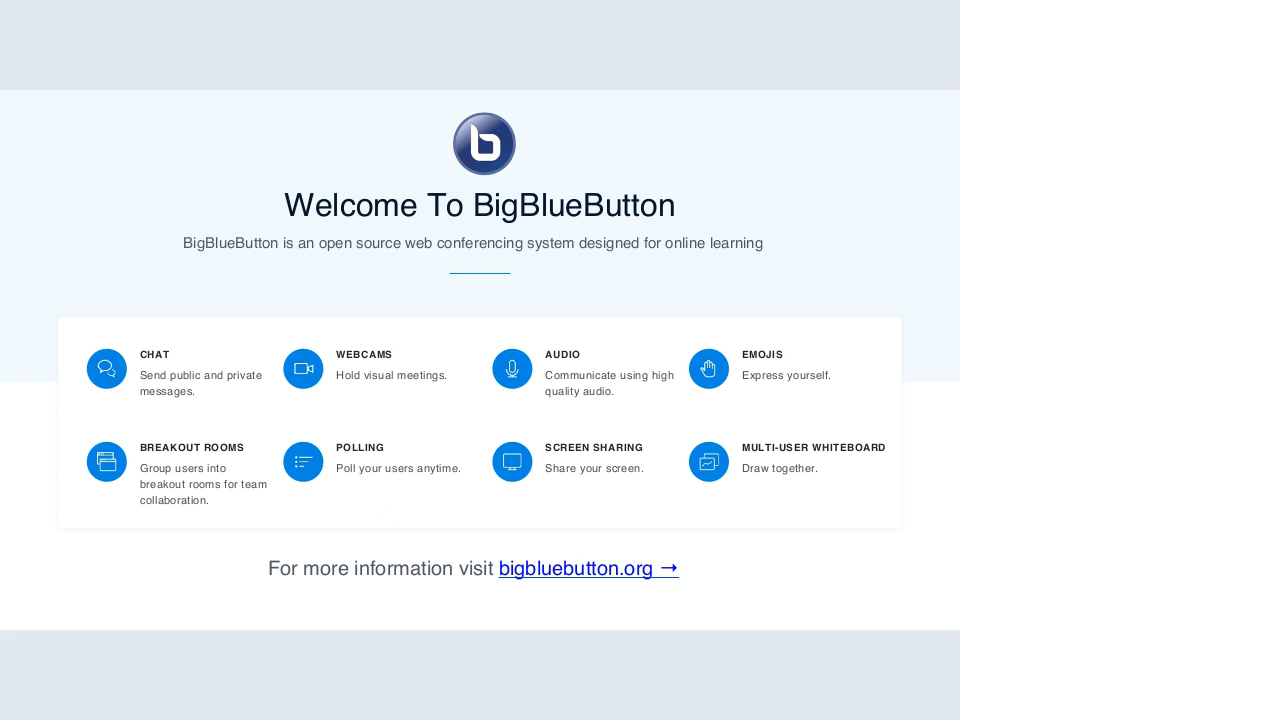 Welcome To BigBlueButton
BigBlueButton is an open source web conferencing system designed for online learning
CHAT
Send public and private
messages.
WEBCAMS
Hold visual meetings.
AUDIO
Communicate using high
quality audio.
EMOJIS
Express yourself.
BREAKOUT ROOMS
Group users into
breakout rooms for team
collaboration.
POLLING
Poll your users anytime.
SCREEN SHARING
Share your screen.
MULTI-USER WHITEBOARD
Draw together.
For more information visit bigbluebutton.org →